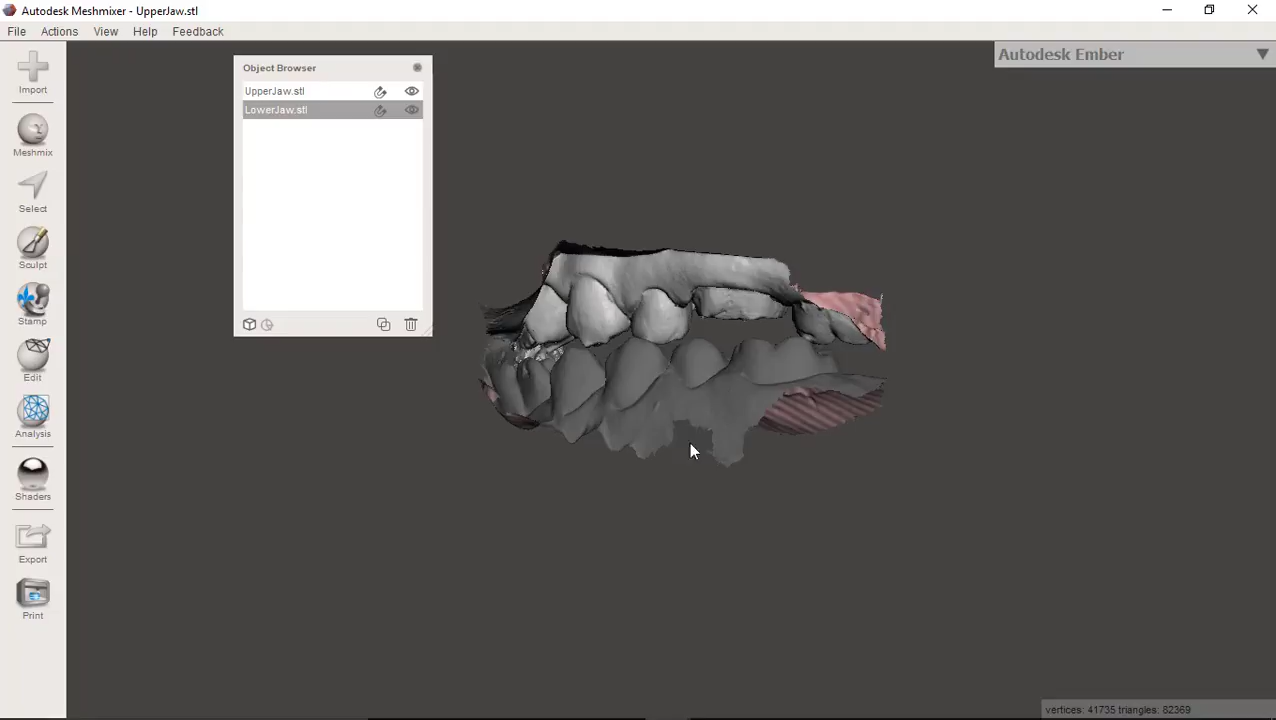 Autodesk Meshmixer - UpperJaw.stl
File Actions View Help Feedback
Autodesk Ember
Import
Meshmix
Select
Sculpt
Stamp
Edit
Analysis
Shaders
Export
Print
Object Browser
UpperJaw.stl
LowerJaw.stl
vertices: 41735 triangles: 82369